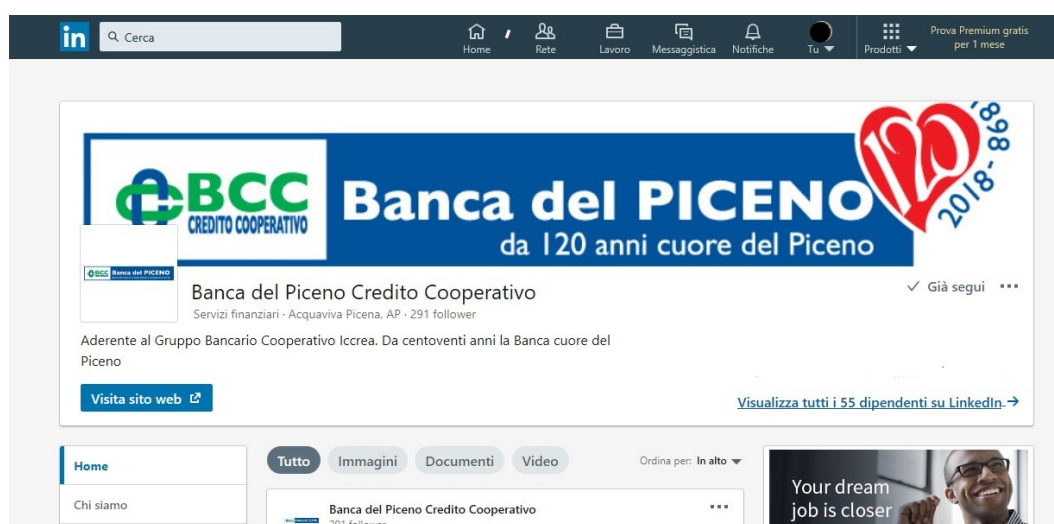 in
Cerca
Home
Rete
Lavoro
Messaggistica
Notifiche
Tu
Prodotti
Prova Premium gratis
per 1 mese
BCC
CREDITO COOPERATIVO
Banca del PICENO
da 120 anni cuore del Piceno
120
1898-2018
BCC Banca del PICENO
Banca del Piceno Credito Cooperativo
Già segui
Servizi finanziari · Acquaviva Picena, AP · 291 follower
Aderente al Gruppo Bancario Cooperativo Iccrea. Da centoventi anni la Banca cuore del
Piceno
Visita sito web
Visualizza tutti i 55 dipendenti su LinkedIn.
Home
Chi siamo
Tutto
Immagini
Documenti
Video
Ordina per: In alto
Banca del Piceno Credito Cooperativo
291 follower
Your dream
job is closer